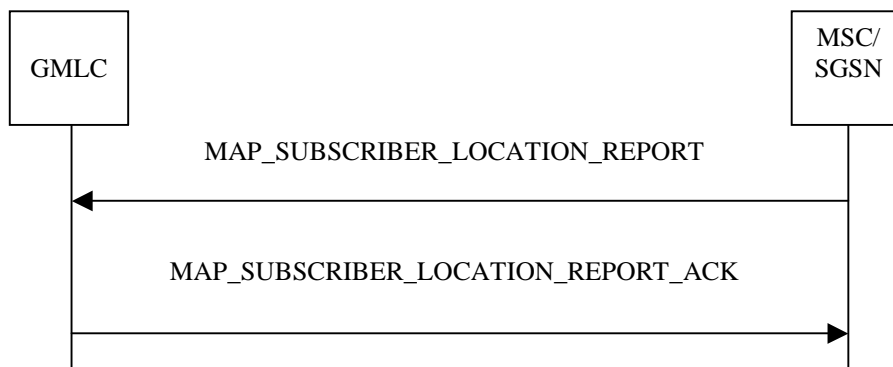 GMLC
MSC/
SGSN
MAP_SUBSCRIBER_LOCATION_REPORT
MAP_SUBSCRIBER_LOCATION_REPORT_ACK